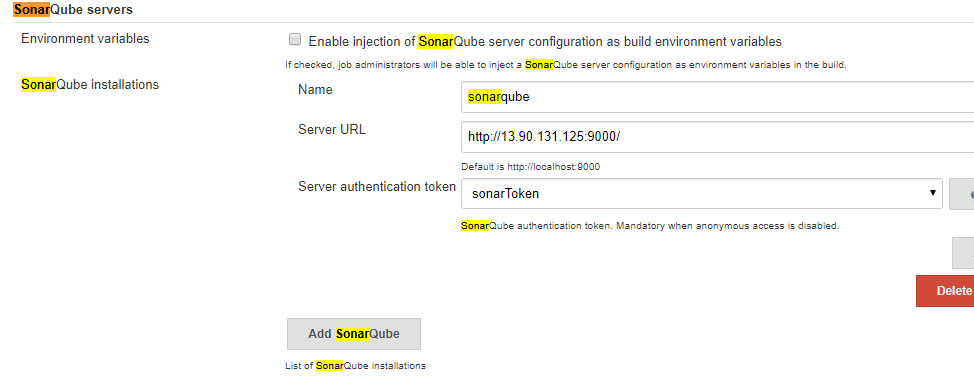 SonarQube servers
Environment variables
Enable injection of SonarQube server configuration as build environment variables
If checked, job administrators will be able to inject a SonarQube server configuration as environment variables in the build.
SonarQube installations
Name
sonarqube
Server URL
http://13.90.131.125:9000/
Default is http://localhost:9000
Server authentication token
sonarToken
SonarQube authentication token. Mandatory when anonymous access is disabled.
Delete
Add SonarQube
List of SonarQube installations